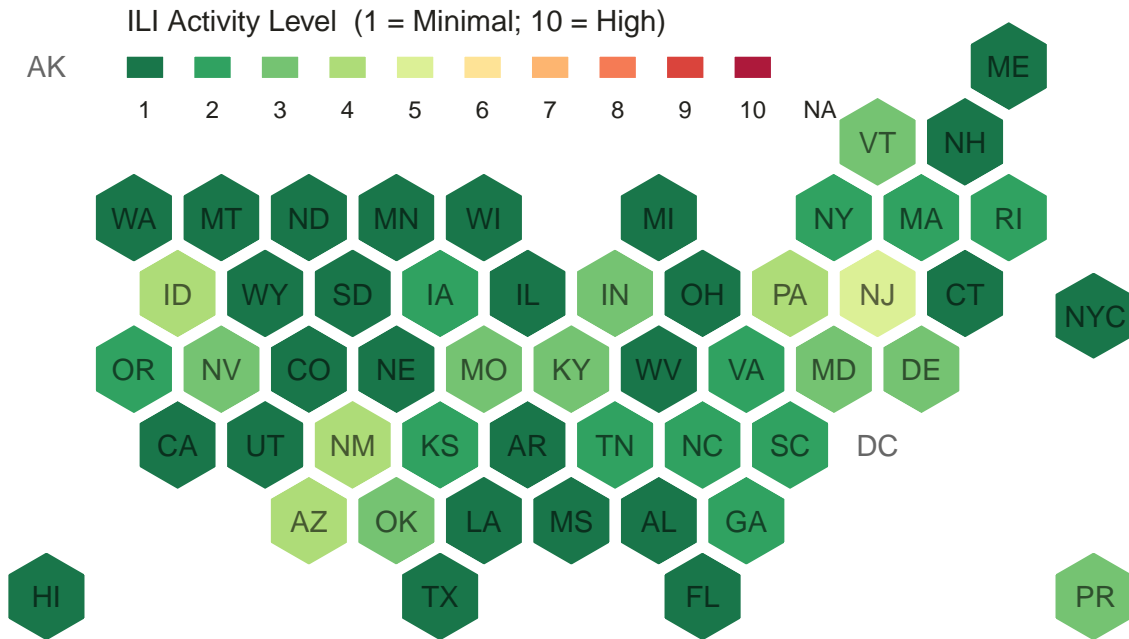 ILI Activity Level (1 = Minimal; 10 = High)
AK
1 2 3 4 5 6 7 8 9 10 NA
ME
VT NH
WA MT ND MN WI MI NY MA RI
ID WY SD IA IL IN OH PA NJ CT
NYC
OR NV CO NE MO KY WV VA MD DE
CA UT NM KS AR TN NC SC DC
AZ OK LA MS AL GA
HI TX FL PR